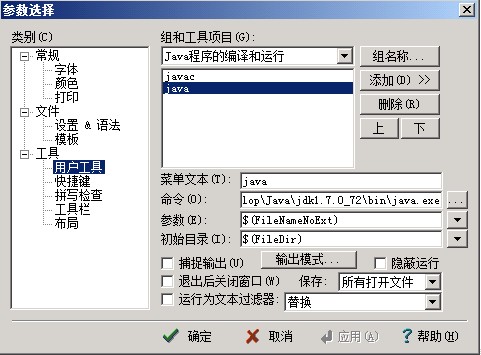 参数选择
类别(C)
常规
字体
颜色
打印
文件
设置 & 语法
模板
工具
用户工具
快捷键
拼写检查
工具栏
布局
组和工具项目(G):
Java程序的编译和运行
组名称...
javac
java
添加(D) >>
删除(R)
上
下
菜单文本(T):
java
命令(O):
lop\Java\jdk1.7.0_72\bin\java.exe
...
参数(E):
$(FileNameNoExt)
初始目录(I):
$(FileDir)
捕捉输出(U)
输出模式...
隐蔽运行
退出后关闭窗口(W)
保存:
所有打开文件
运行为文本过滤器:
替换
确定
取消
应用(A)
帮助(H)